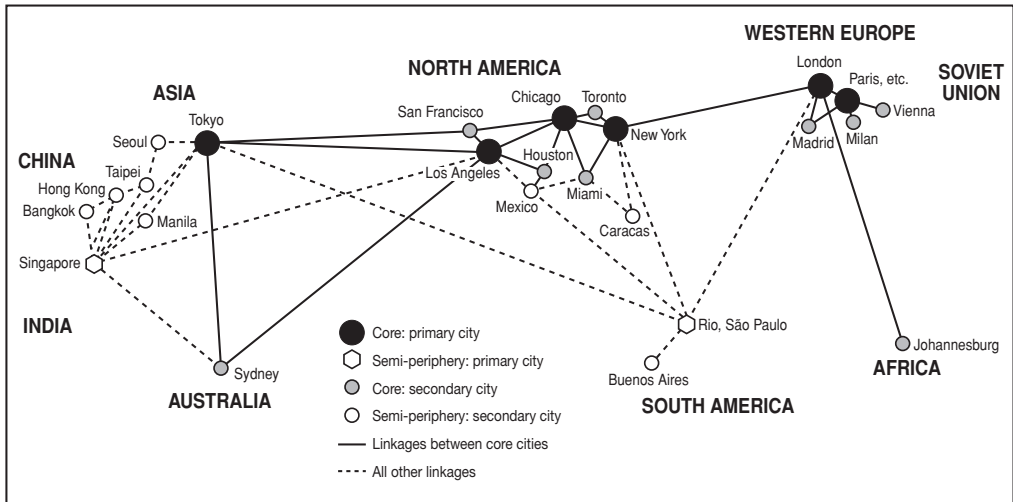 WESTERN EUROPE
London
Paris, etc.
SOVIET
UNION
NORTH AMERICA
Chicago
Toronto
ASIA
San Francisco
Tokyo
Vienna
New York
Seoul
Madrid
Milan
CHINA
Taipei
Houston
Los Angeles
Hong Kong
Miami
Mexico
Bangkok
Manila
Caracas
Singapore
INDIA
Core: primary city
Rio, São Paulo
Semi-periphery: primary city
Johannesburg
Sydney
Buenos Aires
AFRICA
Core: secondary city
AUSTRALIA
SOUTH AMERICA
Semi-periphery: secondary city
Linkages between core cities
All other linkages